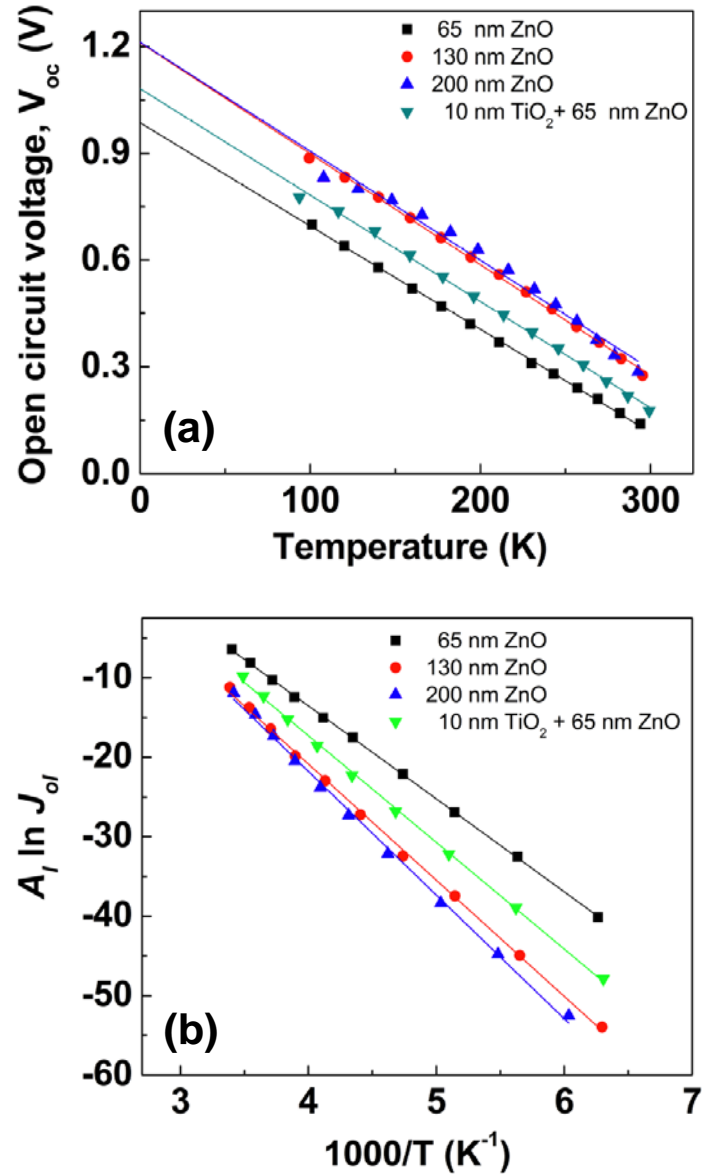 Open circuit voltage, V_oc (V)
1.2
0.9
0.6
0.3
0.0
65 nm ZnO
130 nm ZnO
200 nm ZnO
10 nm TiO₂+ 65 nm ZnO
(a)
0 100 200 300
Temperature (K)
A_I ln J_oI
-10
-20
-30
-40
-50
-60
65 nm ZnO
130 nm ZnO
200 nm ZnO
10 nm TiO₂ + 65 nm ZnO
(b)
3 4 5 6 7
1000/T (K⁻¹)